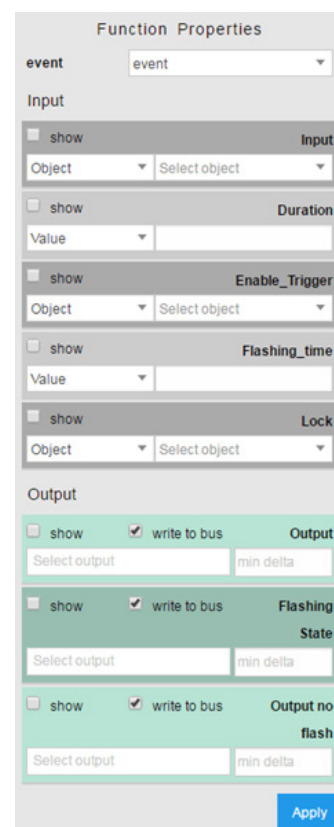 Function Properties
event event
Input
show Input
Object Select object
show Duration
Value
show Enable_Trigger
Object Select object
show Flashing_time
Value
show Lock
Object Select object
Output
show write to bus Output
Select output min delta
show write to bus Flashing
State
Select output min delta
show write to bus Output no
flash
Select output min delta
Apply